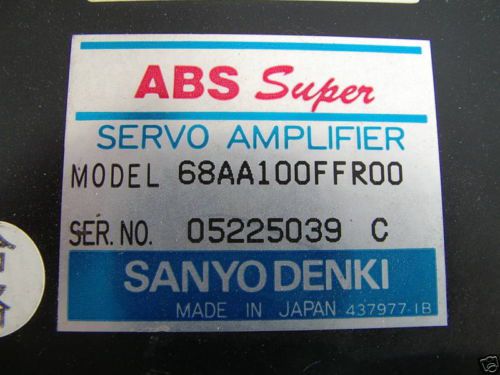 ABS Super
SERVO AMPLIFIER
MODEL 68AA100FFR00
SER. NO. 05225039 C
SANYO DENKI
MADE IN JAPAN 437977-1B